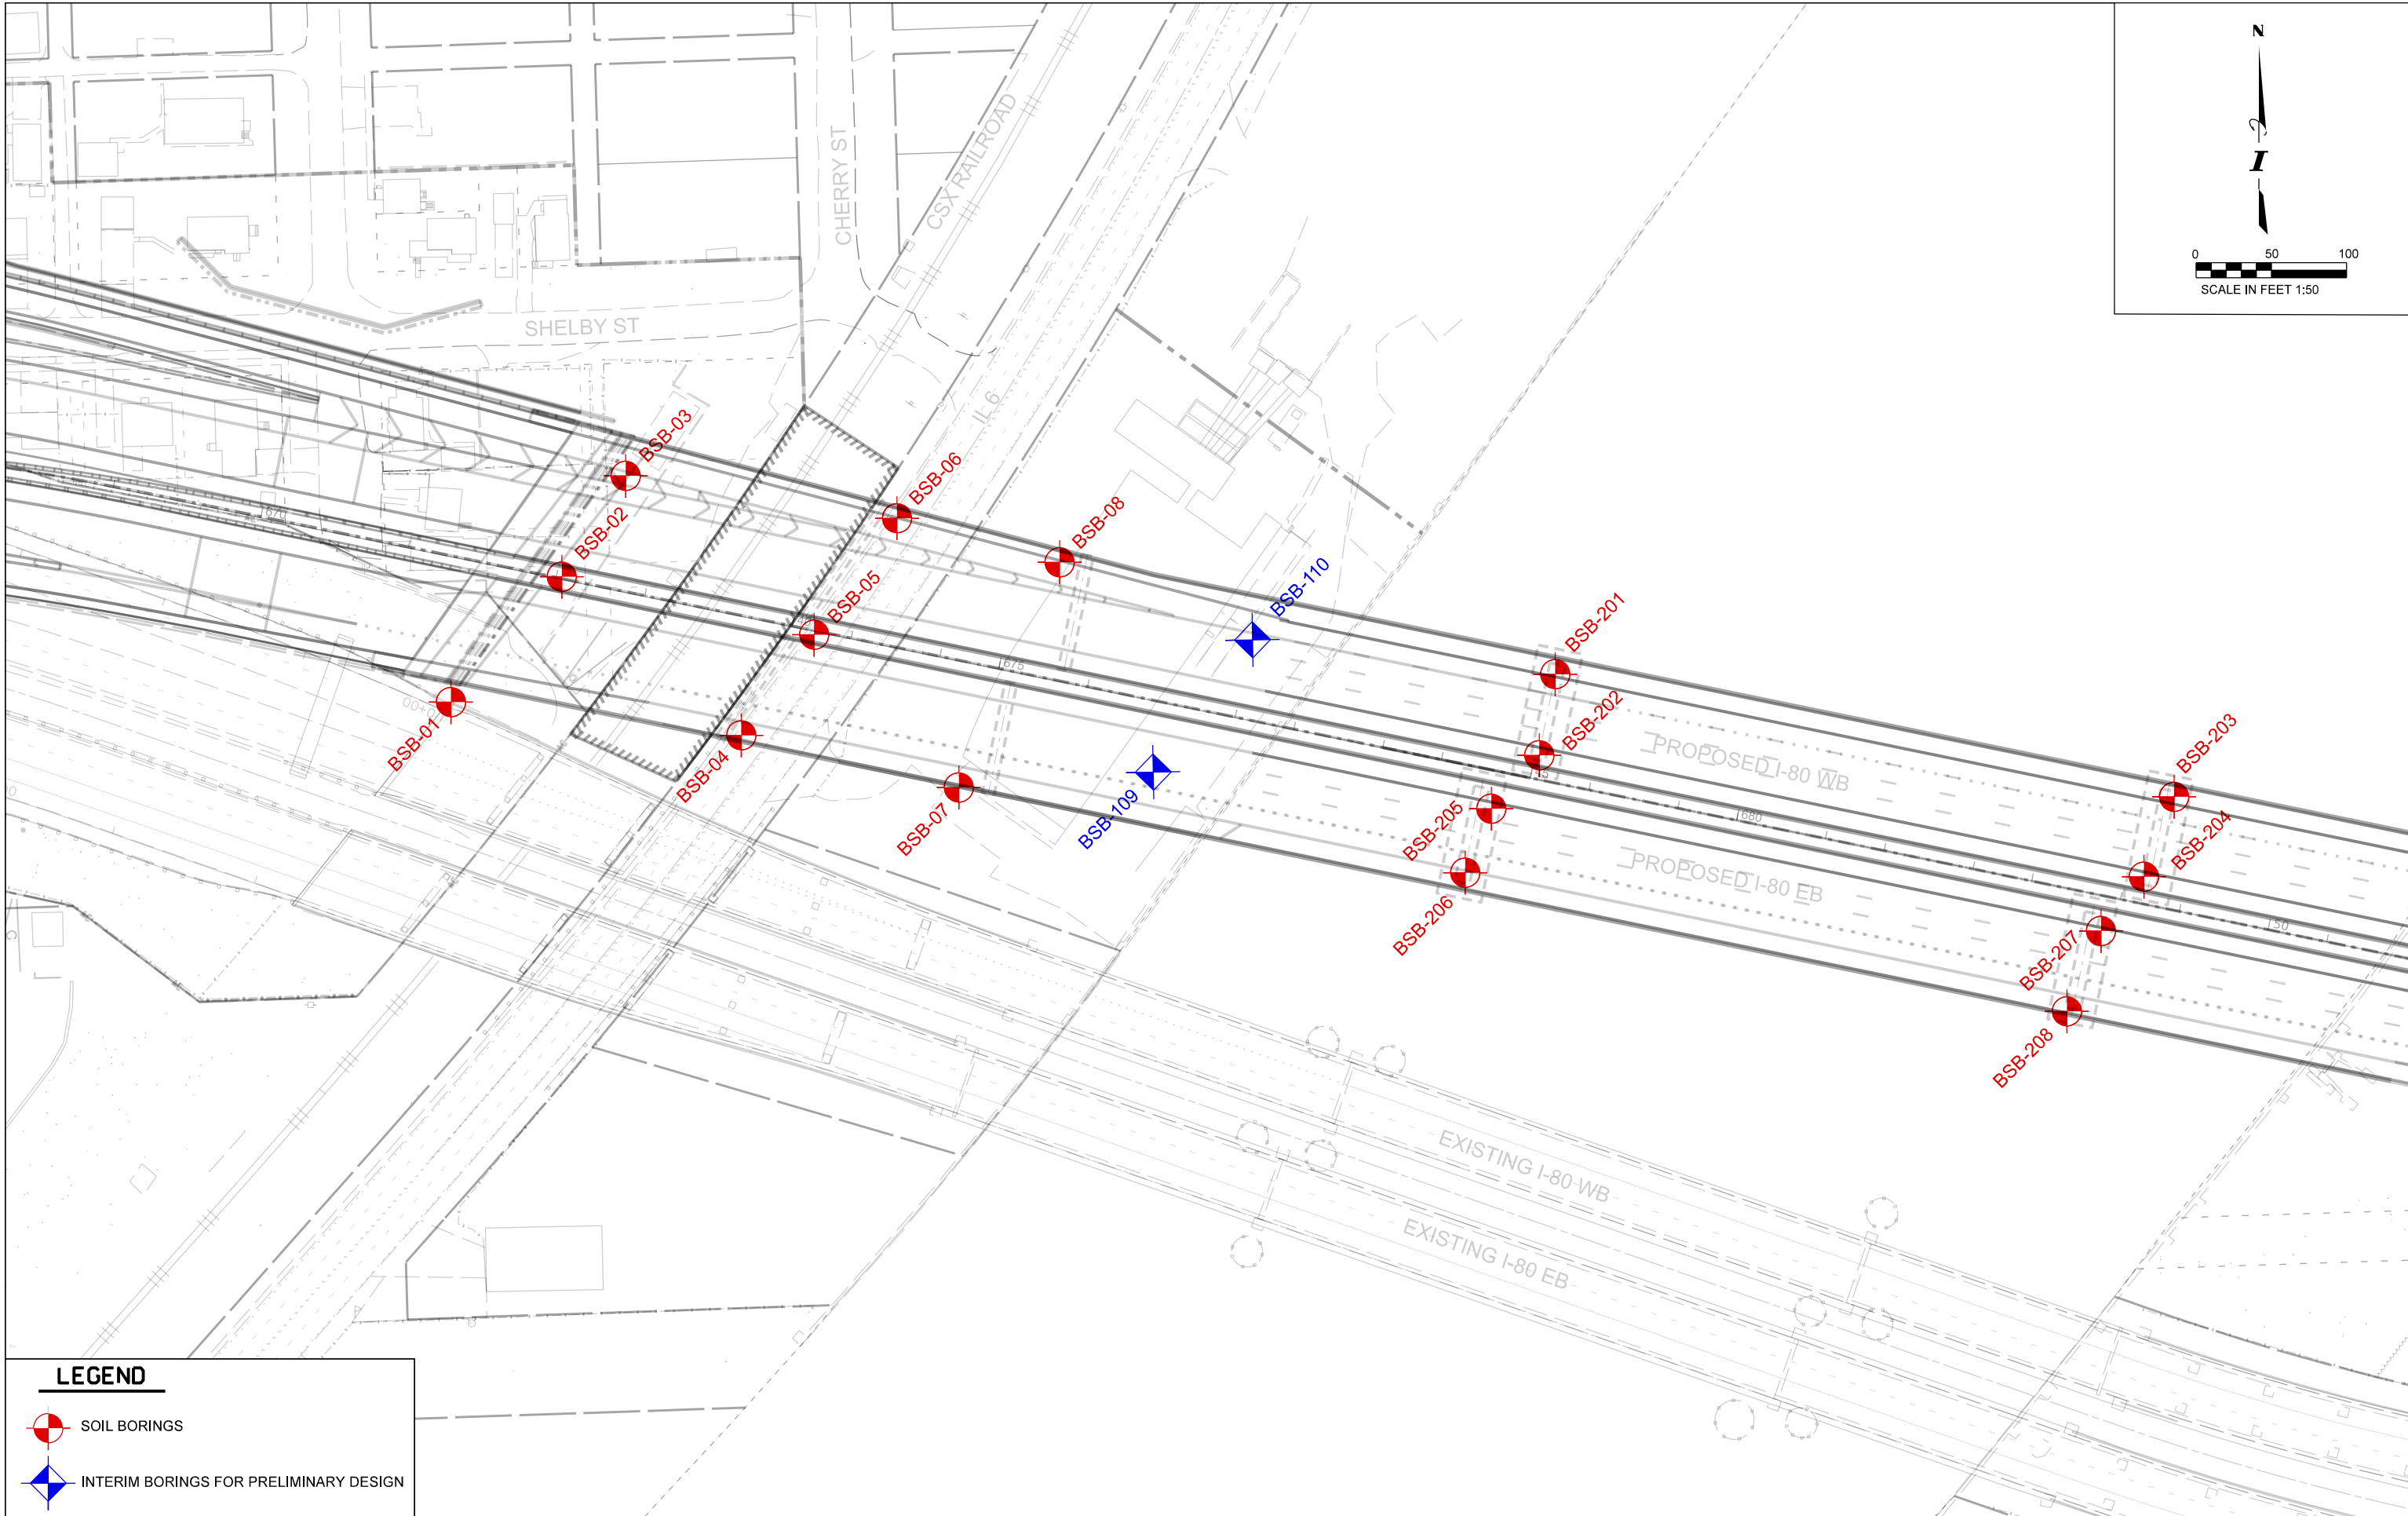 N
I
0 50 100
SCALE IN FEET 1:50
CHERRY ST
CSX RAILROAD
SHELBY ST
IL 6
BSB-03
BSB-02
BSB-06
BSB-05
BSB-08
BSB-110
BSB-01
BSB-04
BSB-07
BSB-109
BSB-201
BSB-202
BSB-205
BSB-206
BSB-203
BSB-204
BSB-207
BSB-208
670
675
680
PROPOSED I-80 WB
PROPOSED I-80 EB
EXISTING I-80 WB
EXISTING I-80 EB
LEGEND
SOIL BORINGS
INTERIM BORINGS FOR PRELIMINARY DESIGN